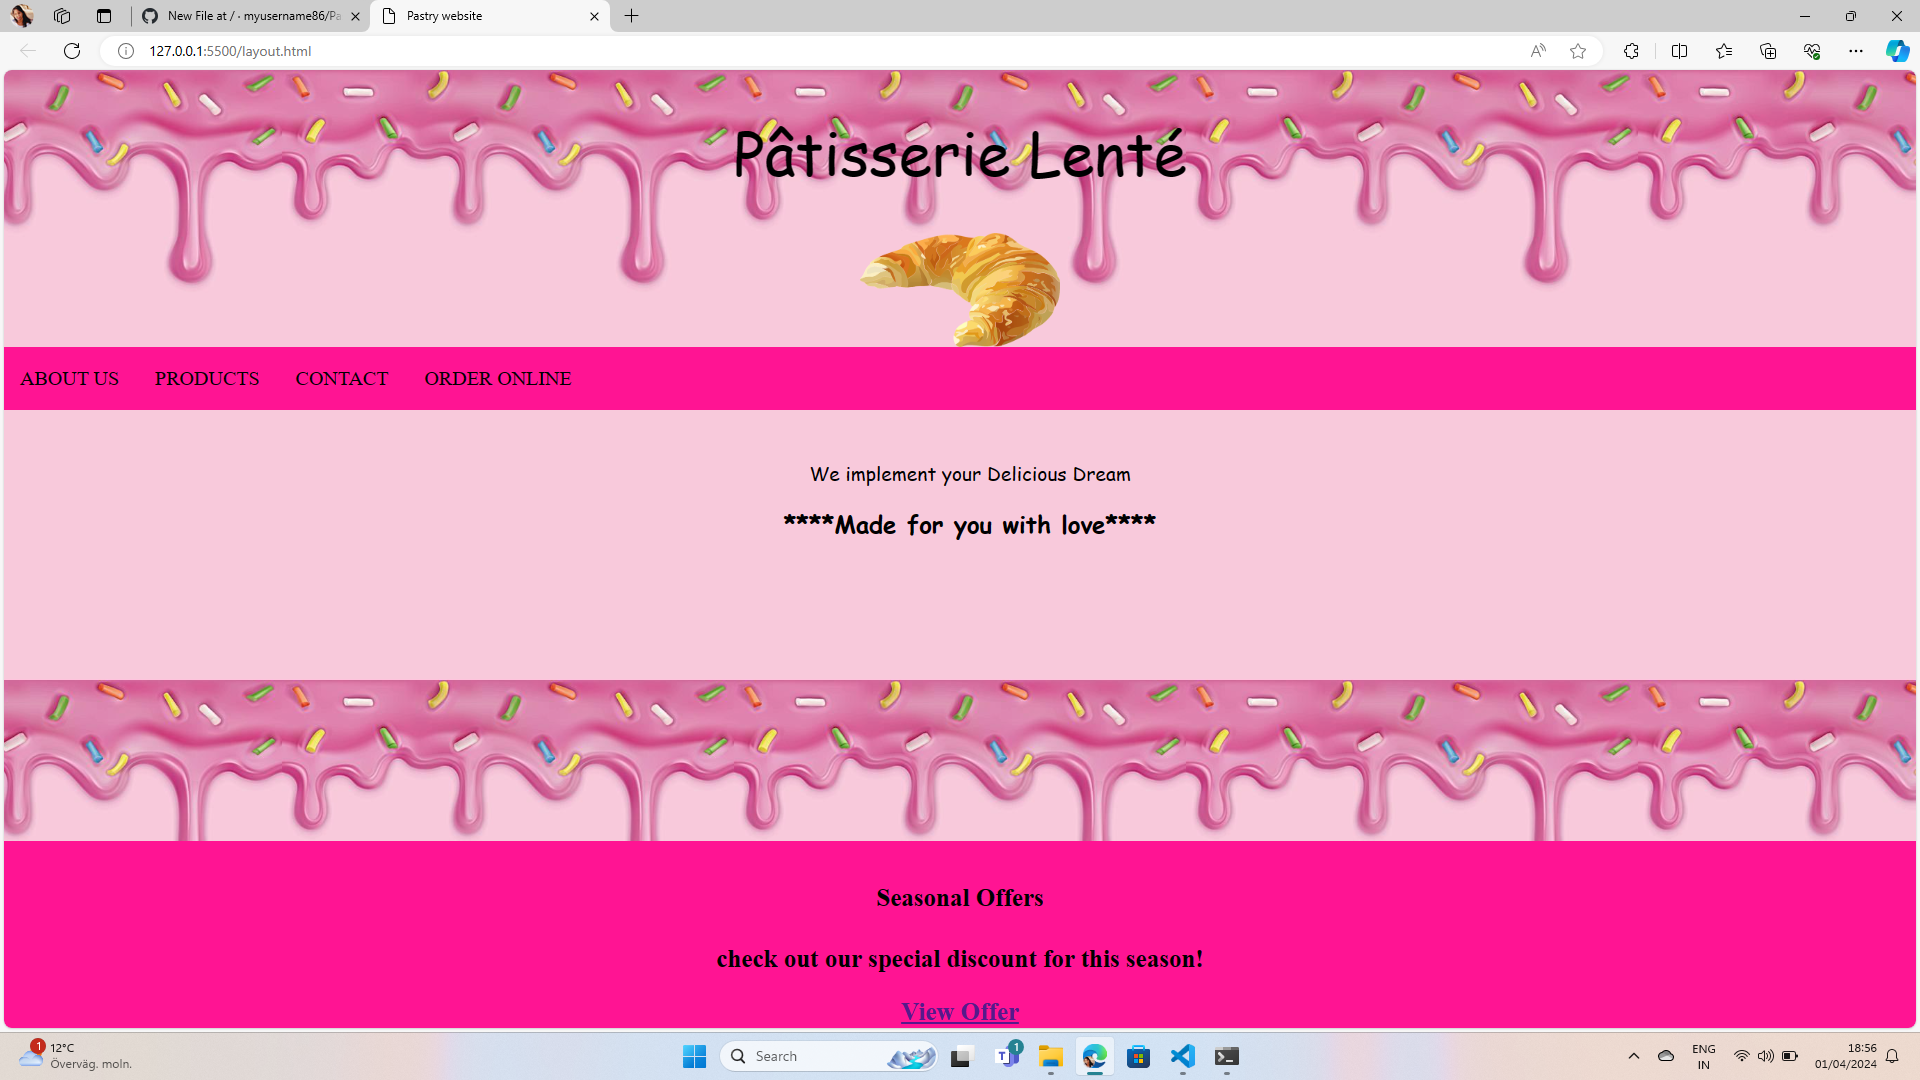 New File at / · myusername86/Pa
Pastry website
127.0.0.1:5500/layout.html
Pâtisserie Lenté
ABOUT US PRODUCTS CONTACT ORDER ONLINE
We implement your Delicious Dream
****Made for you with love****
Seasonal Offers
check out our special discount for this season!
View Offer
1
12°C
Överväg. moln.
Search
1
ENG
IN
18:56
01/04/2024